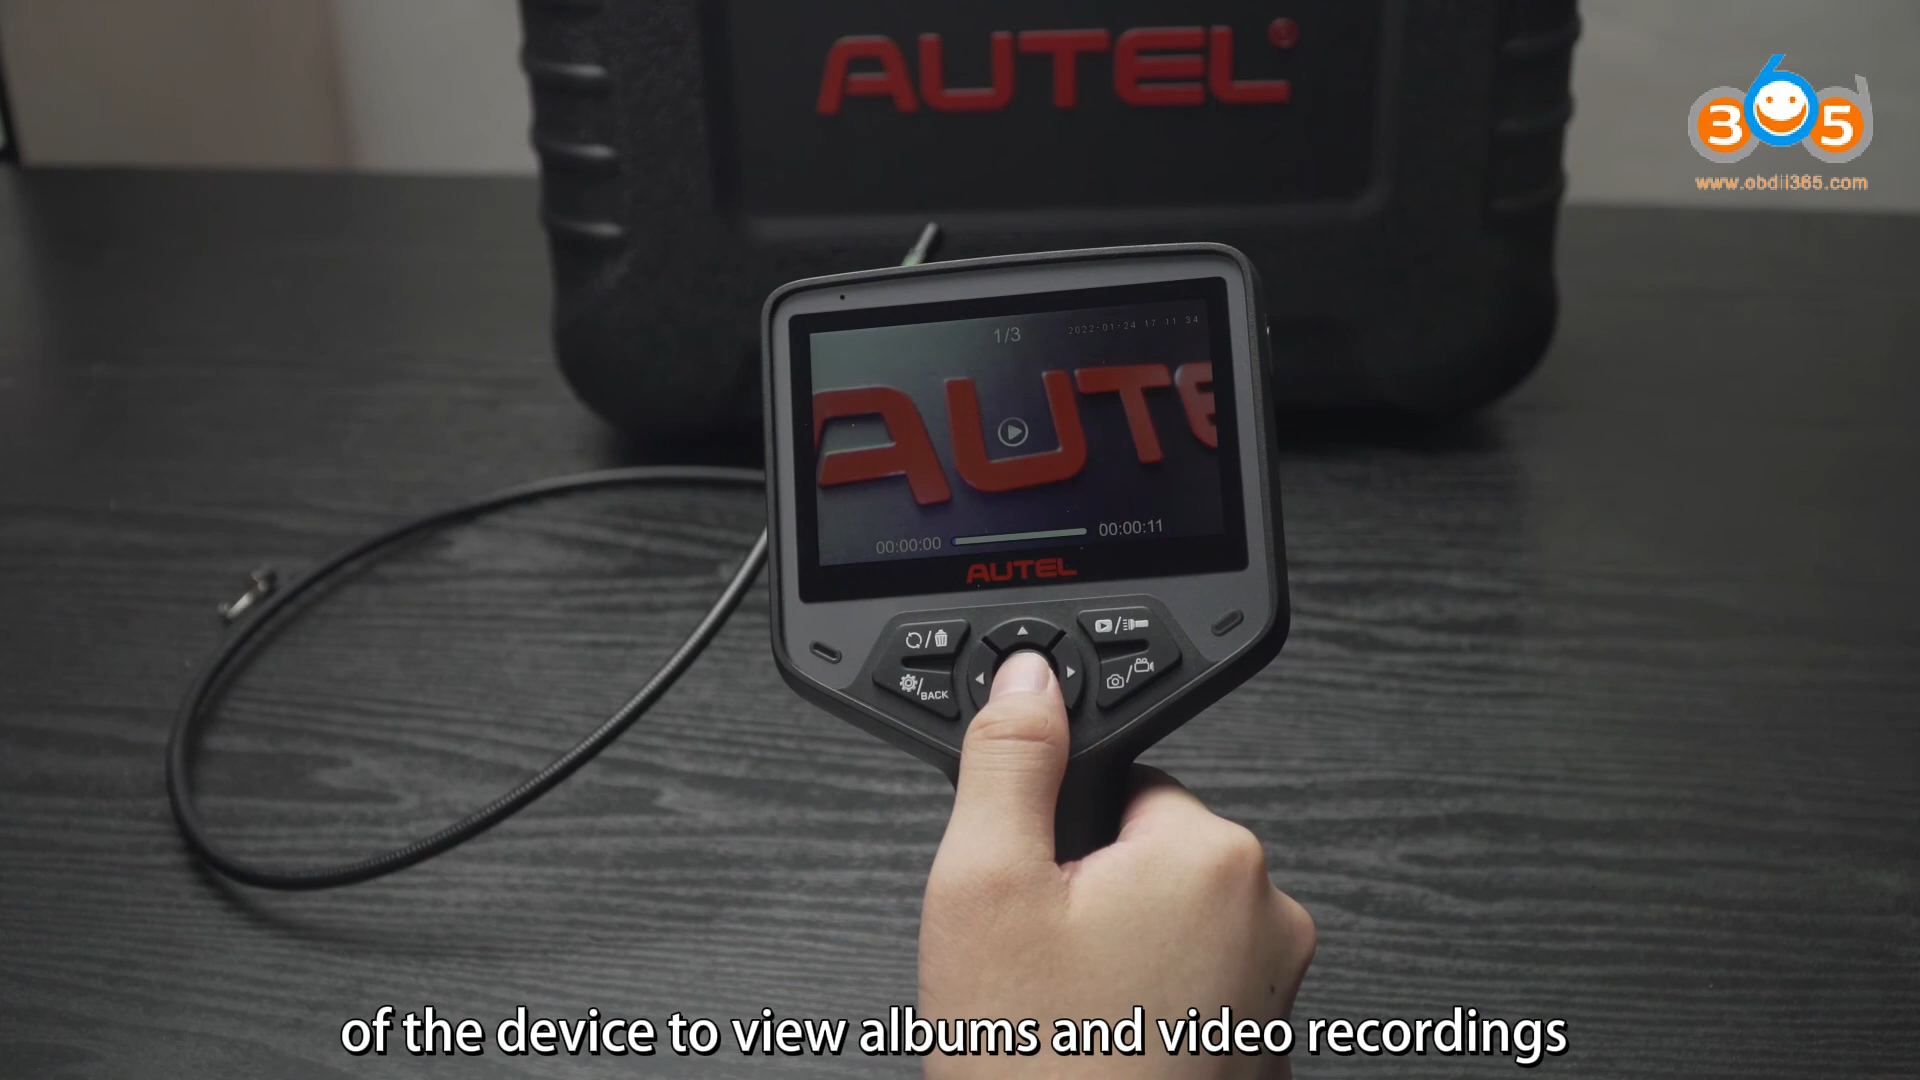 AUTEL®
365
www.obdii365.com
1/3
2022-01-24 17 11 34
AUTE
00:00:00
00:00:11
AUTEL
/BACK
of the device to view albums and video recordings